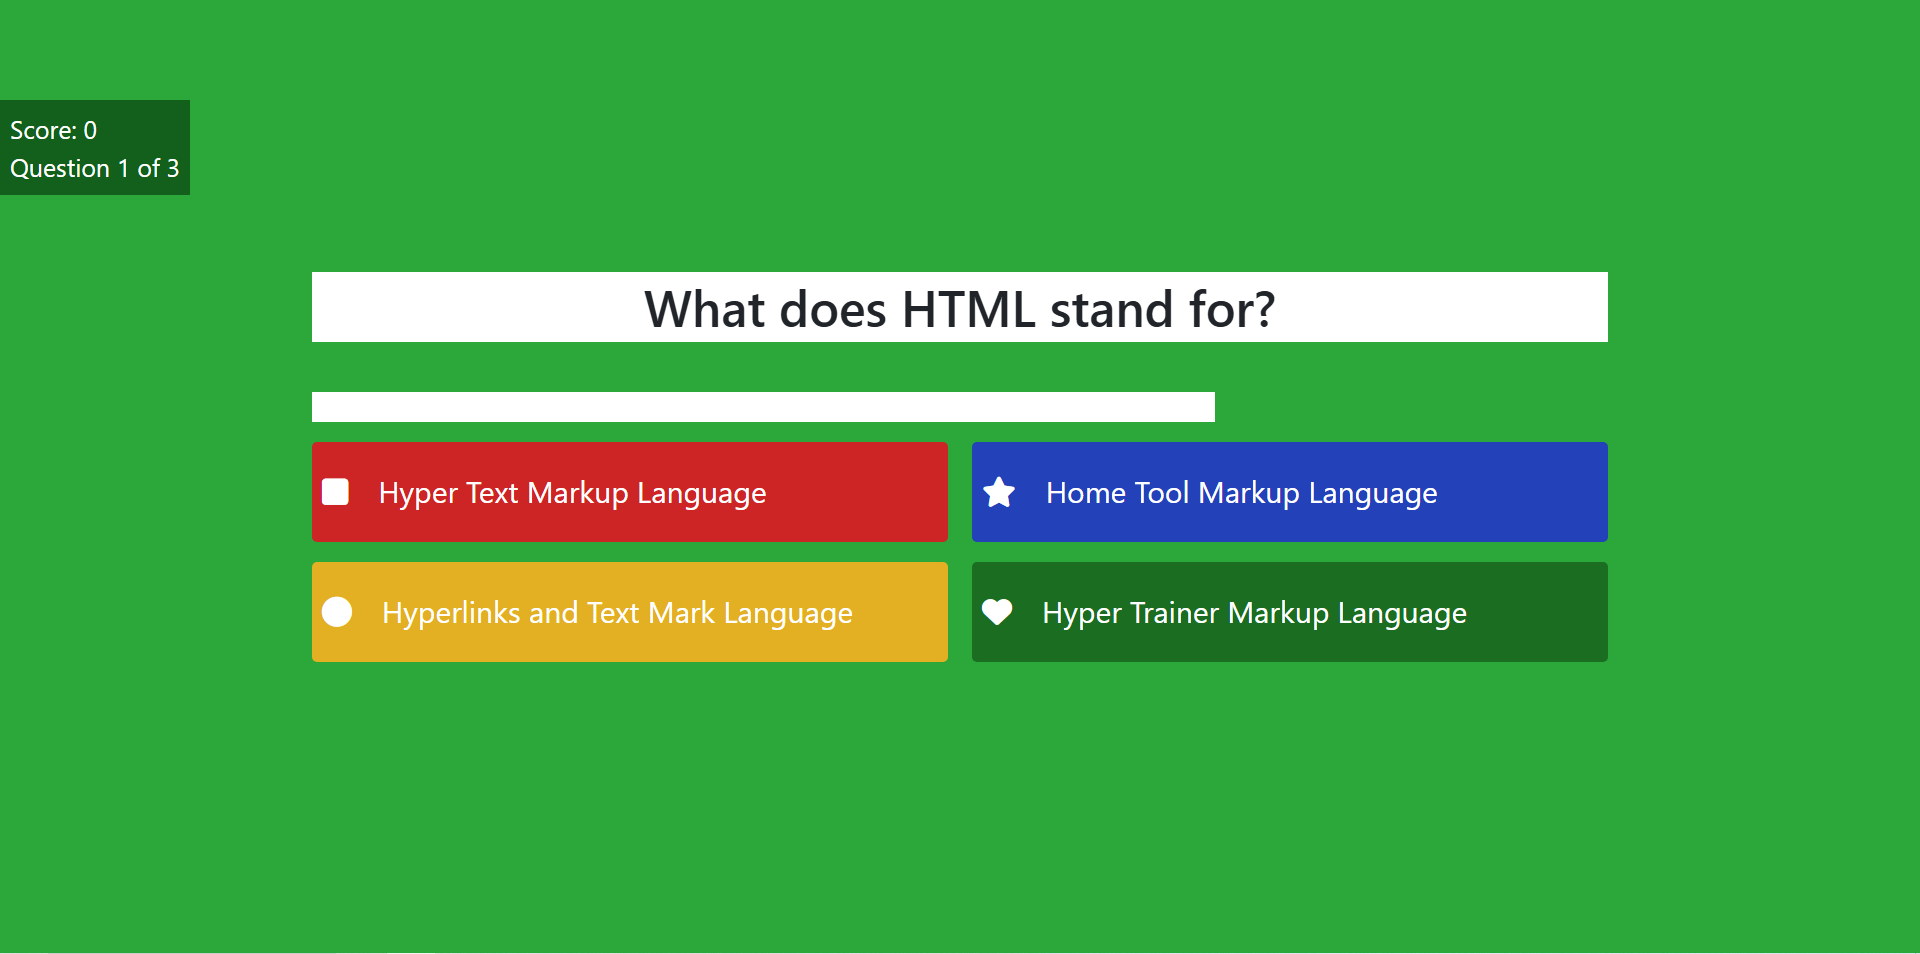 Score: 0
Question 1 of 3
What does HTML stand for?
Hyper Text Markup Language
Home Tool Markup Language
Hyperlinks and Text Mark Language
Hyper Trainer Markup Language